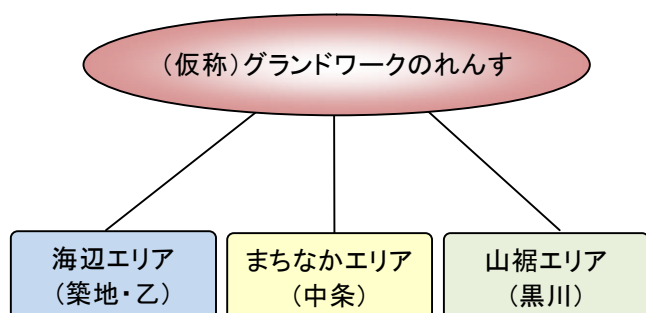 （仮称）グランドワークのれんす
海辺エリア
（築地・乙）
まちなかエリア
（中条）
山裾エリア
（黒川）